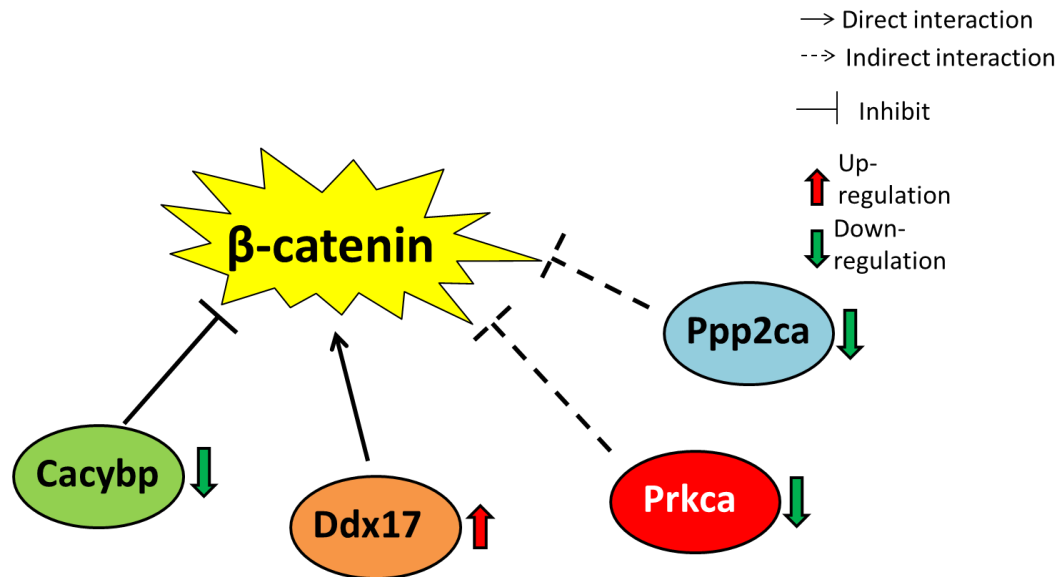 Direct interaction
Indirect interaction
Inhibit
Up-
regulation
Down-
regulation
β-catenin
Ppp2ca
Cacybp
Prkca
Ddx17